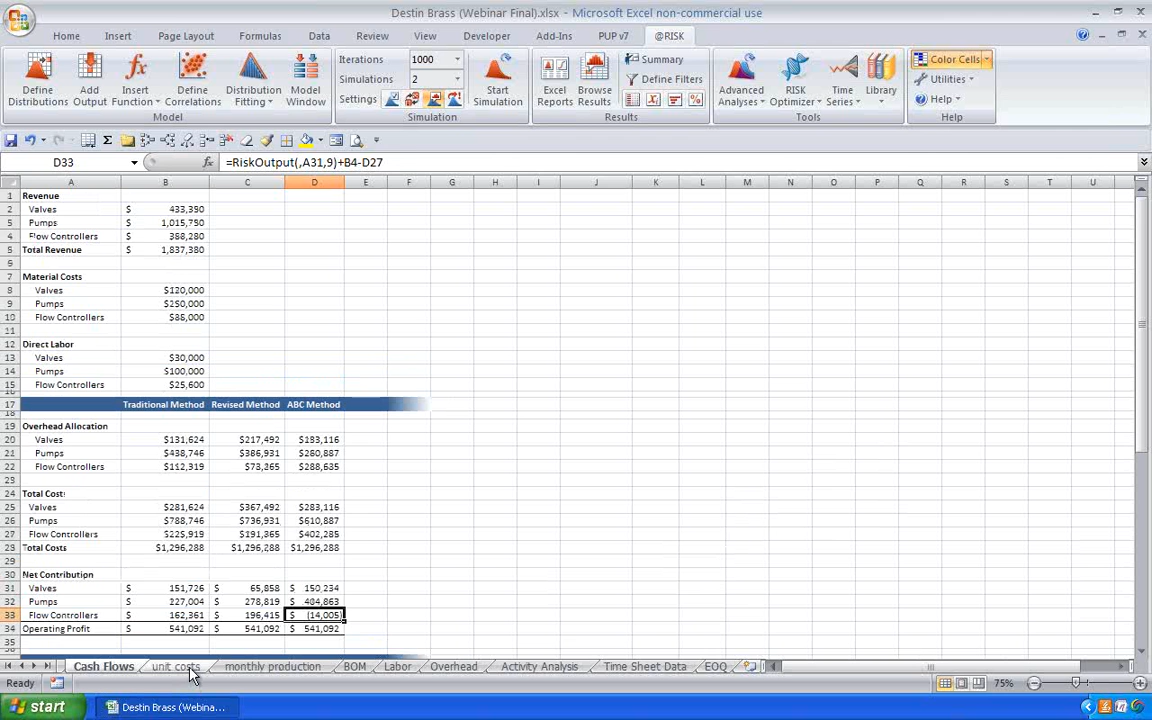 Destin Brass (Webinar Final).xlsx - Microsoft Excel non-commercial use
Home Insert Page Layout Formulas Data Review View Developer Add-Ins PUP v7 @RISK
Define Distributions
Add Output
Insert Function
Define Correlations
Distribution Fitting
Model Window
Model
Iterations 1000
Simulations 2
Settings
Start Simulation
Simulation
Excel Reports
Browse Results
Summary
Define Filters
Results
Advanced Analyses
RISK Optimizer
Time Series
Library
Tools
Color Cells
Utilities
Help
Help
D33 fx =RiskOutput(,A31,9)+B4-D27
A B C D E F G H I J K L M N O P Q R S T U
1 Revenue
2 Valves $ 433,390
3 Pumps $ 1,015,750
4 Flow Controllers $ 388,280
5 Total Revenue $ 1,837,380
6
7 Material Costs
8 Valves $120,000
9 Pumps $250,000
10 Flow Controllers $88,000
11
12 Direct Labor
13 Valves $30,000
14 Pumps $100,000
15 Flow Controllers $25,600
17 Traditional Method Revised Method ABC Method
19 Overhead Allocation
20 Valves $131,624 $217,492 $133,116
21 Pumps $438,746 $386,931 $260,887
22 Flow Controllers $112,319 $73,365 $288,635
23
24 Total Costs
25 Valves $281,624 $367,492 $283,116
26 Pumps $788,746 $736,931 $610,887
27 Flow Controllers $225,919 $191,365 $402,285
28 Total Costs $1,296,288 $1,296,288 $1,296,288
29
30 Net Contribution
31 Valves $ 151,726 $ 65,858 $ 150,234
32 Pumps $ 227,004 $ 278,819 $ 404,863
33 Flow Controllers $ 162,361 $ 196,415 $ (14,005)
34 Operating Profit $ 541,092 $ 541,092 $ 541,092
35
Cash Flows unit costs monthly production BOM Labor Overhead Activity Analysis Time Sheet Data EOQ
Ready 75%
start Destin Brass (Webina...